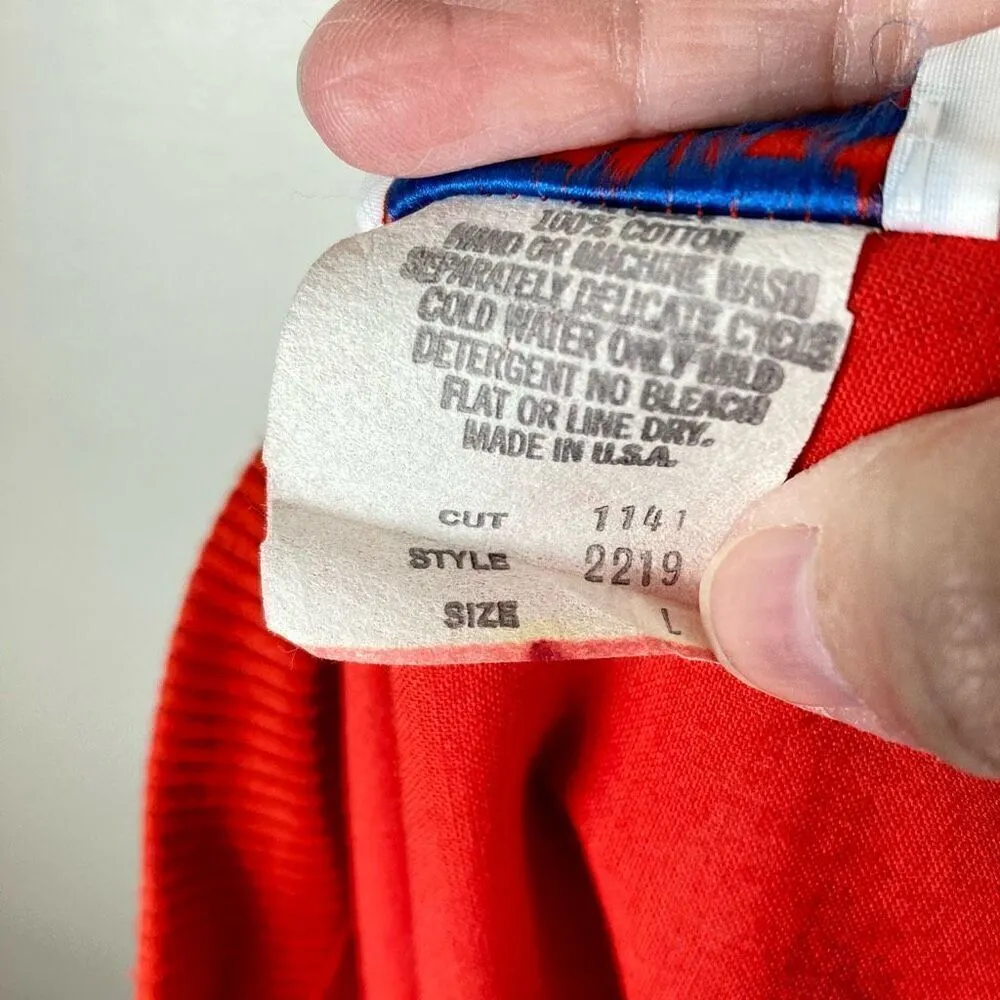 100% COTTON
HAND OR MACHINE WASH
SEPARATELY DELICATE CYCLE
COLD WATER ONLY MILD
DETERGENT NO BLEACH
FLAT OR LINE DRY.
MADE IN U.S.A.
CUT 1141
STYLE 2219
SIZE L